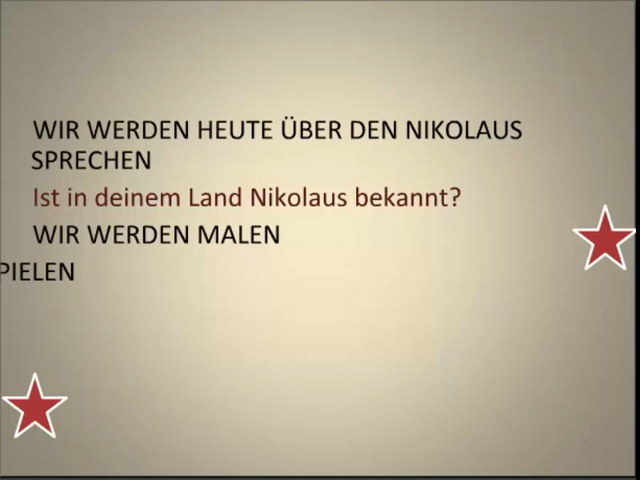 WIR WERDEN HEUTE ÜBER DEN NIKOLAUS
SPRECHEN
Ist in deinem Land Nikolaus bekannt?
WIR WERDEN MALEN
PIELEN